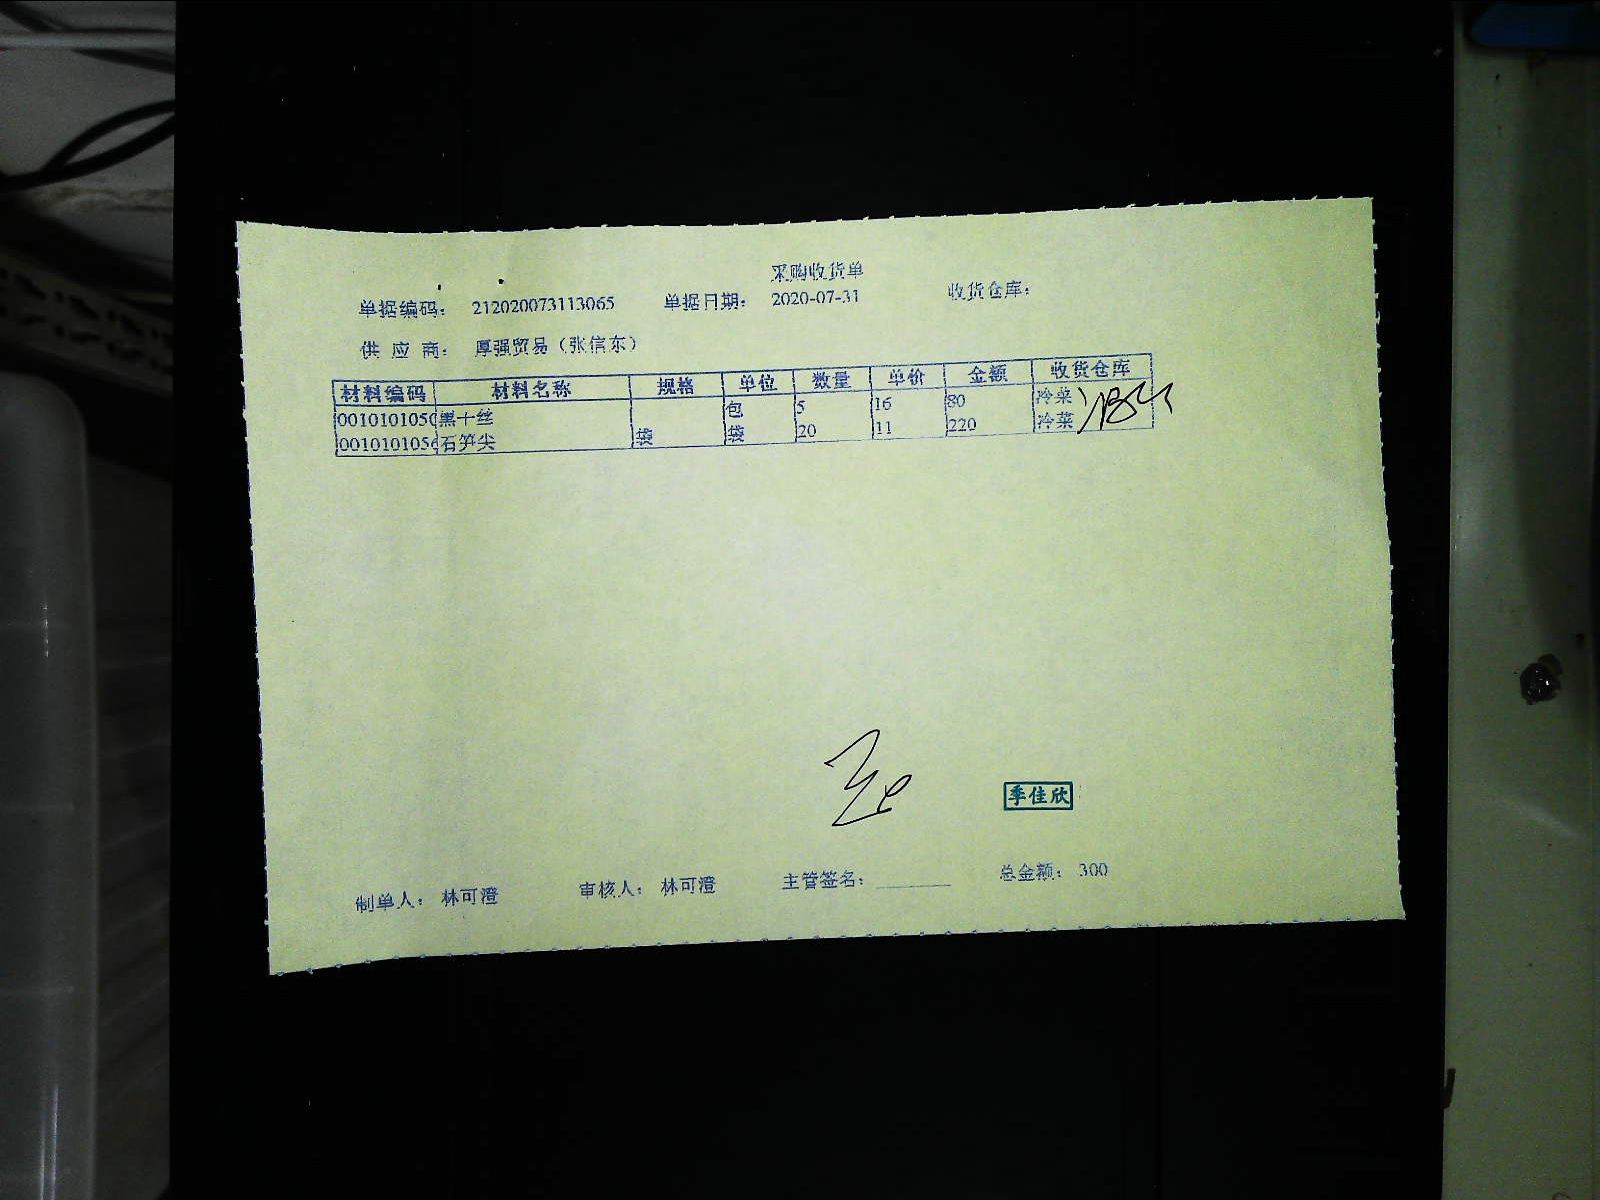 采购收货单
单据编码： 212020073113065 单据日期： 2020-07-31 收货仓库：
供 应 商： 厚强贸易（张信东）
材料编码 材料名称 规格 单位 数量 单价 金额 收货仓库
001010105 黑十丝 包 5 16 80 冷菜
001010105 石笋尖 袋 袋 20 11 220 冷菜
季佳欣
制单人： 林可澄 审核人： 林可澄 主管签名： 总金额： 300